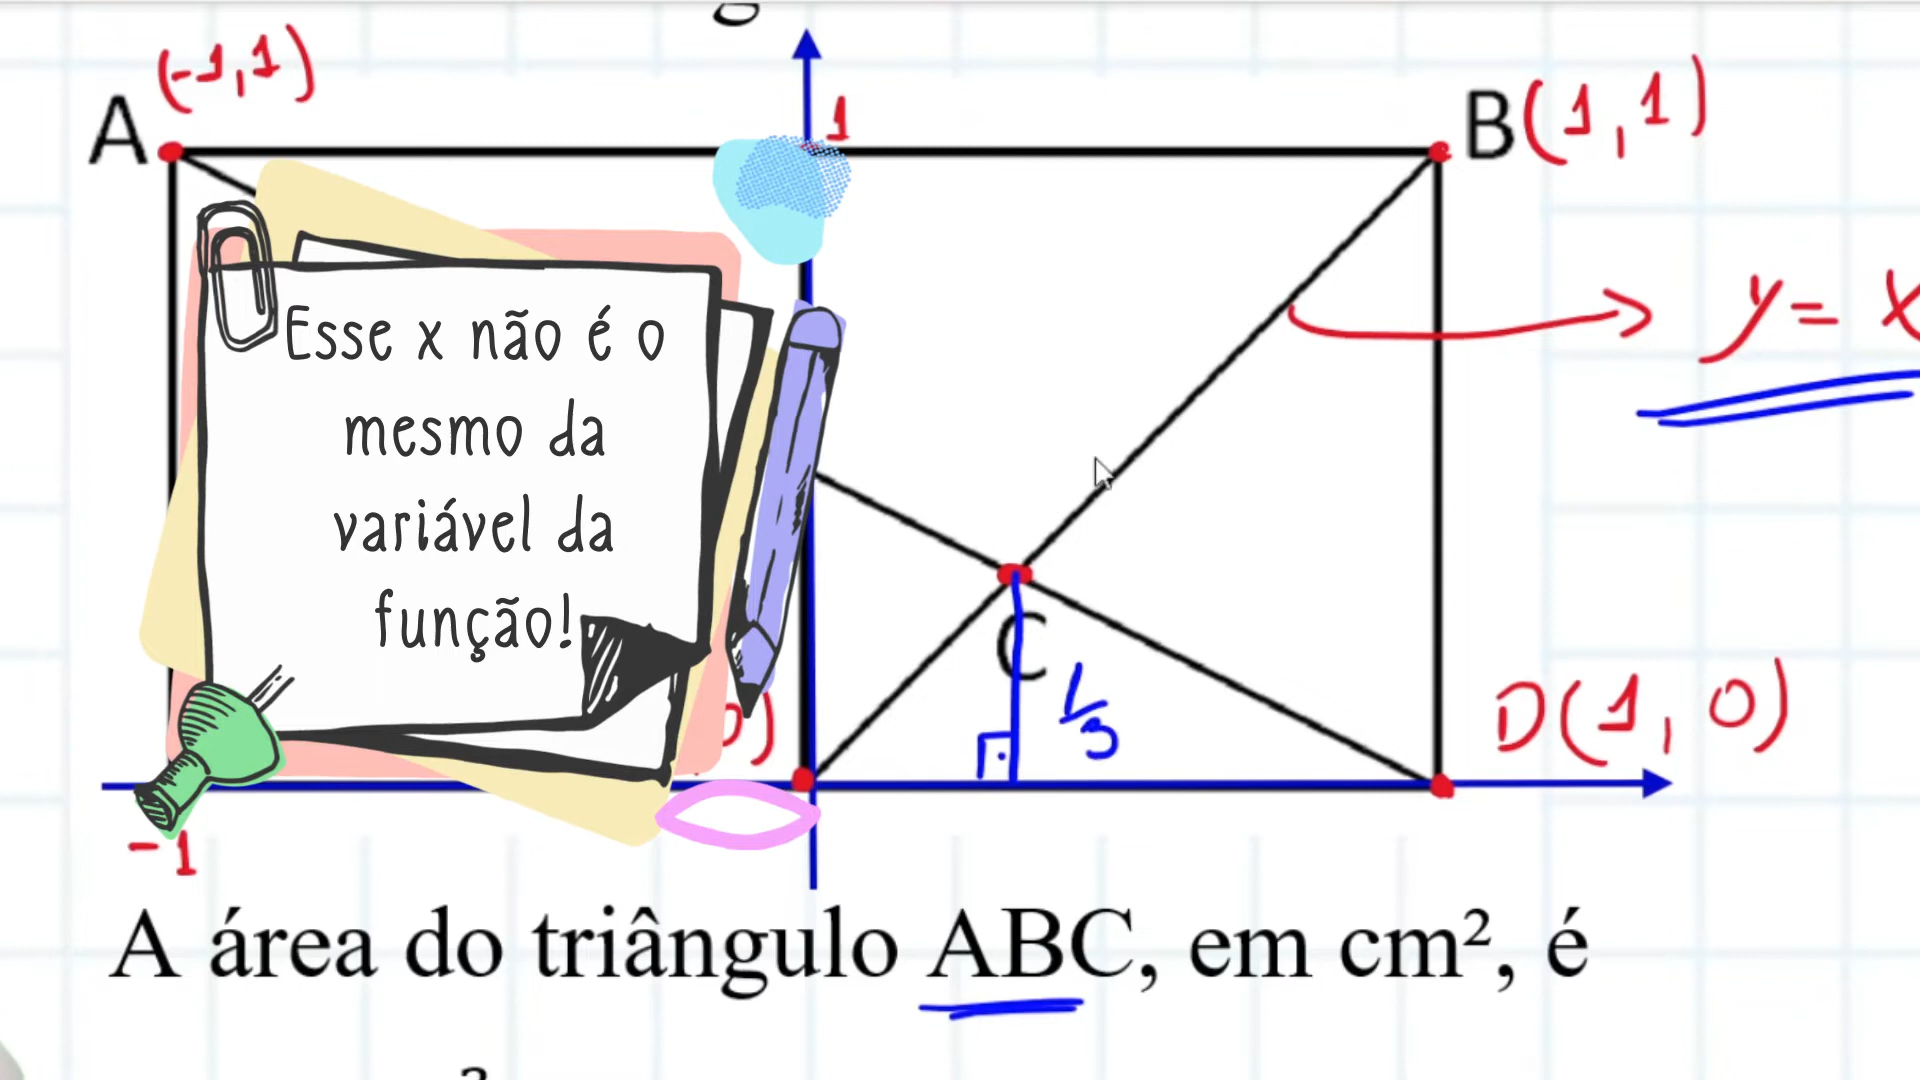 (-1,1)
1
A
B(1,1)
Esse x não é o
mesmo da
variável da
função!
y=x
C
1/3
0)
D(1,0)
-1
A área do triângulo ABC, em cm², é